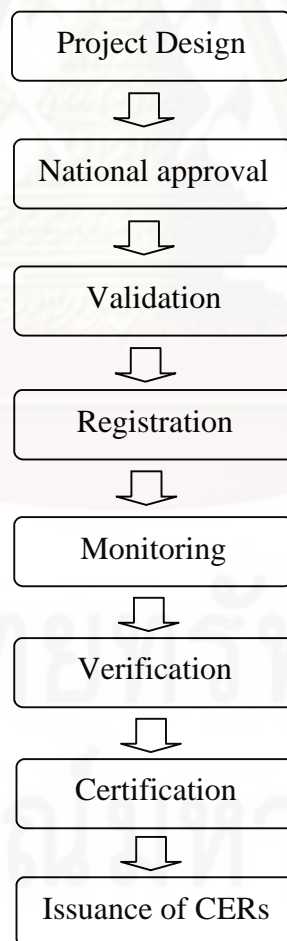 Project Design
National approval
Validation
Registration
Monitoring
Verification
Certification
Issuance of CERs